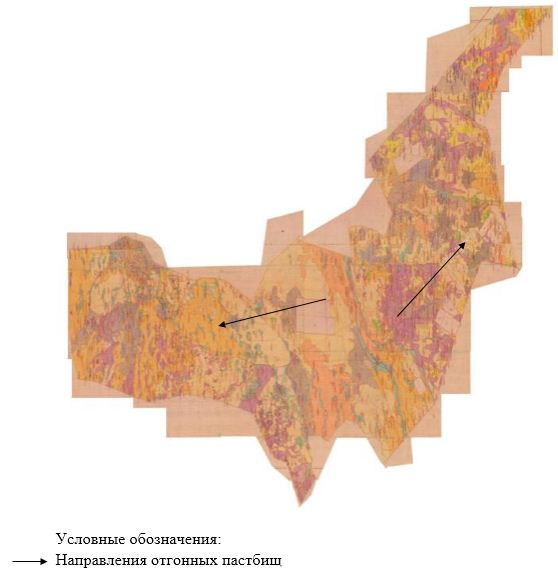 Условные обозначения:
Направления отгонных пастбищ